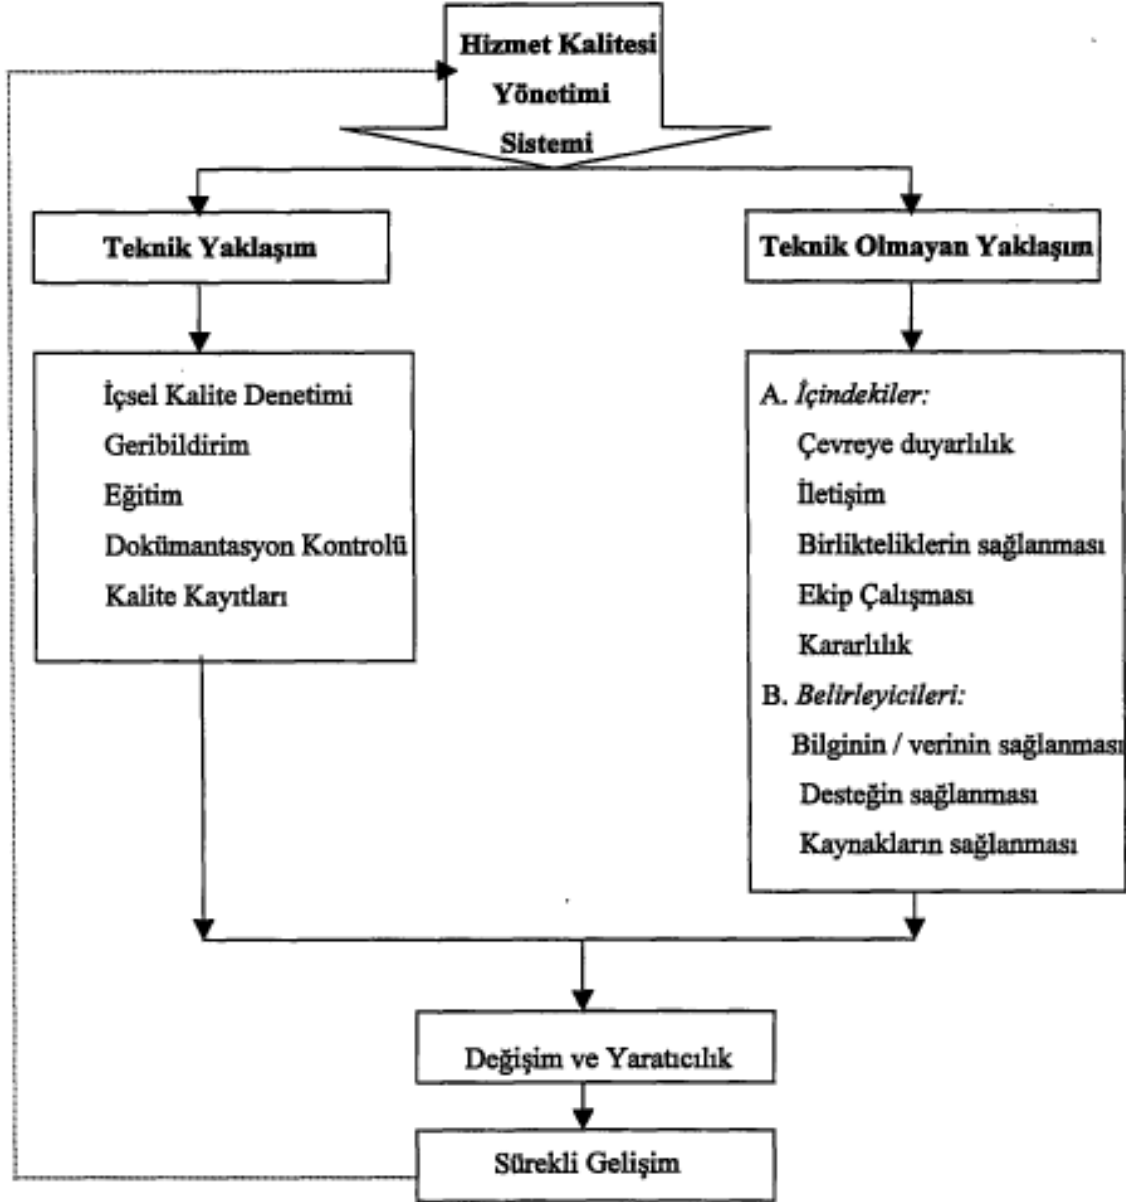 Hizmet Kalitesi
Yönetimi
Sistemi
Teknik Yaklaşım
Teknik Olmayan Yaklaşım
İçsel Kalite Denetimi
Geribildirim
Eğitim
Dokümantasyon Kontrolü
Kalite Kayıtları
A. İçindekiler:
Çevreye duyarlılık
İletişim
Birlikteliklerin sağlanması
Ekip Çalışması
Kararlılık
B. Belirleyicileri:
Bilginin / verinin sağlanması
Desteğin sağlanması
Kaynakların sağlanması
Değişim ve Yaratıcılık
Sürekli Gelişim